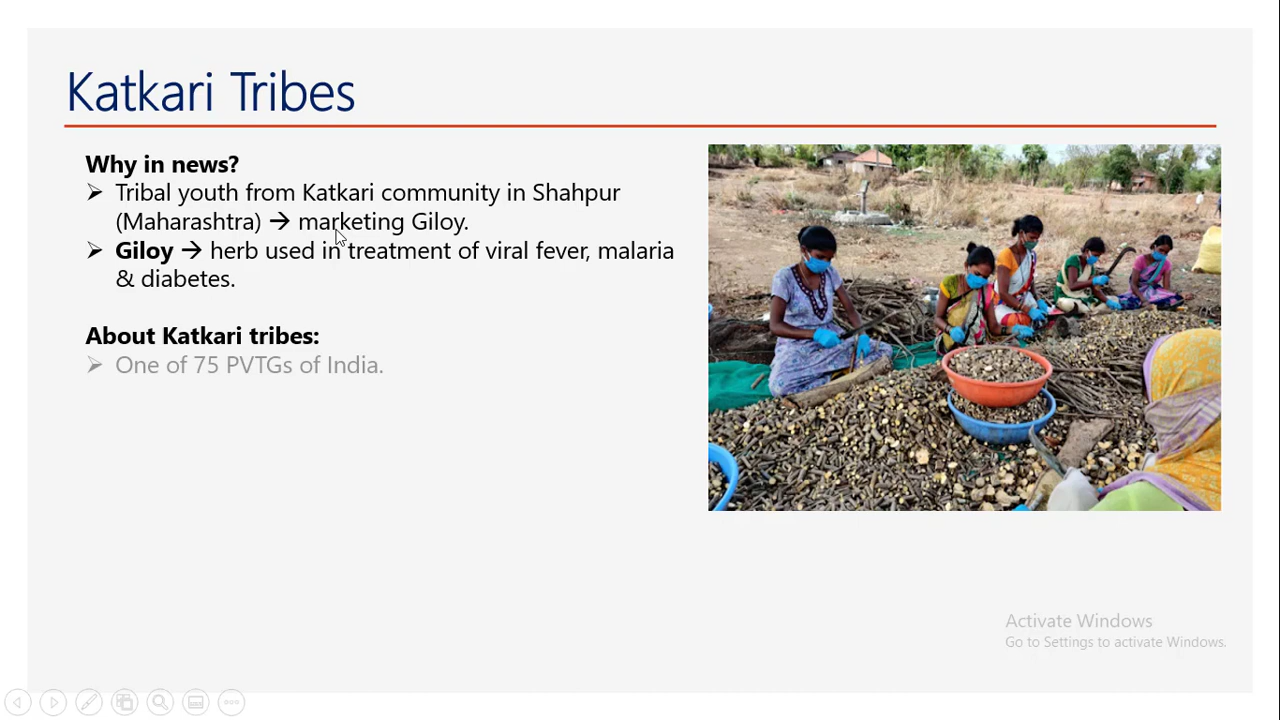 Katkari Tribes
Why in news?
➢ Tribal youth from Katkari community in Shahpur
(Maharashtra) → marketing Giloy.
➢ Giloy → herb used in treatment of viral fever, malaria
& diabetes.
About Katkari tribes:
➢ One of 75 PVTGs of India.
Activate Windows
Go to Settings to activate Windows.